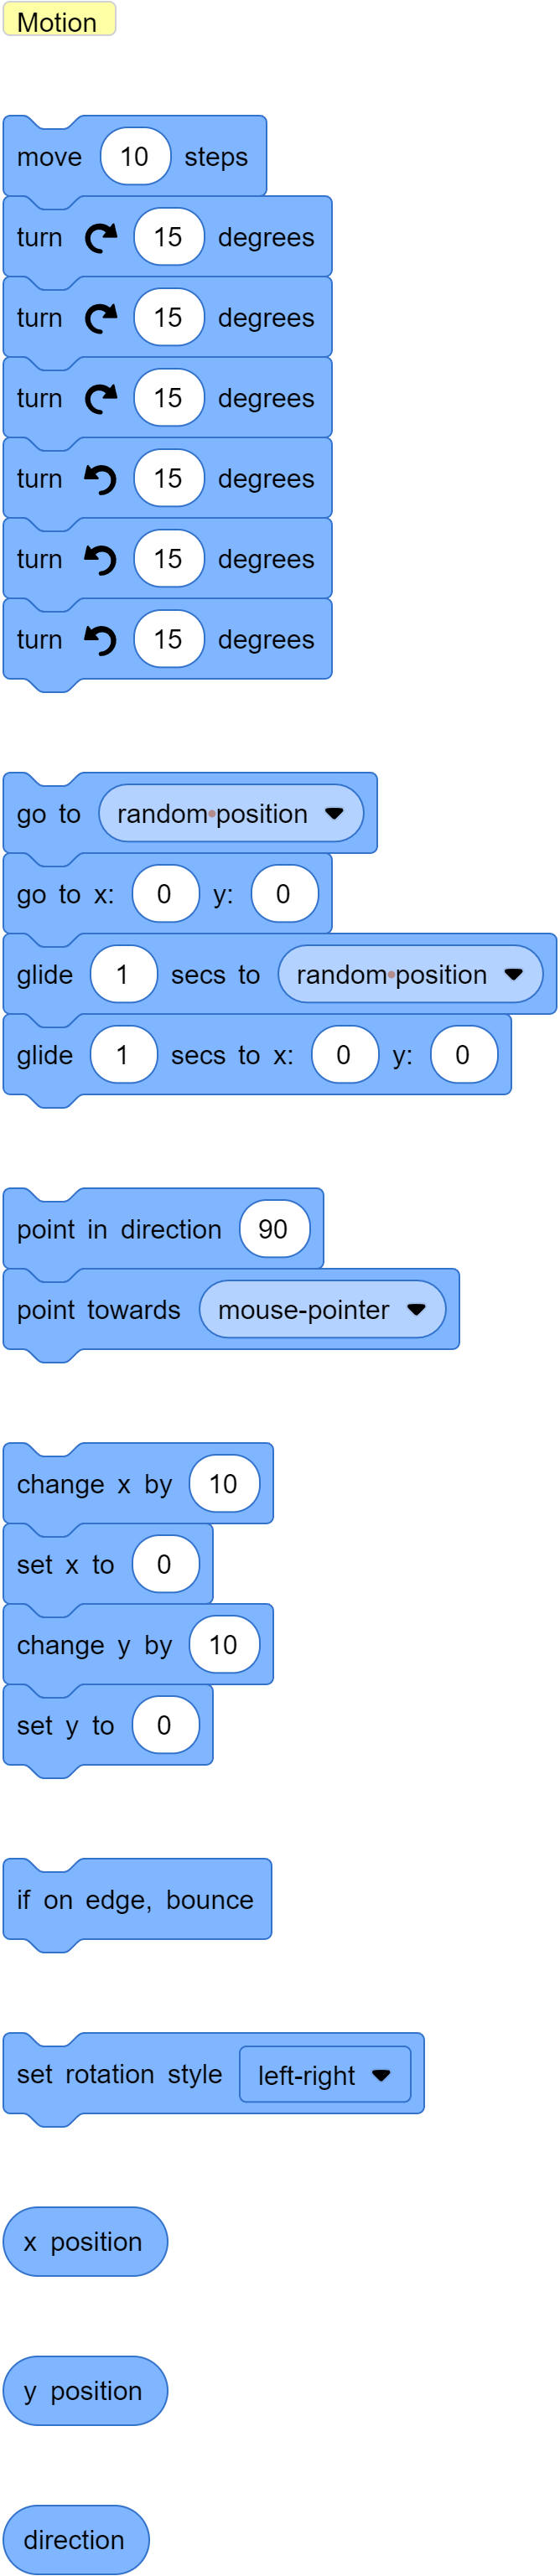 Motion
move 10 steps
turn 15 degrees
turn 15 degrees
turn 15 degrees
turn 15 degrees
turn 15 degrees
turn 15 degrees
go to random position
go to x: 0 y: 0
glide 1 secs to random position
glide 1 secs to x: 0 y: 0
point in direction 90
point towards mouse-pointer
change x by 10
set x to 0
change y by 10
set y to 0
if on edge, bounce
set rotation style left-right
x position
y position
direction